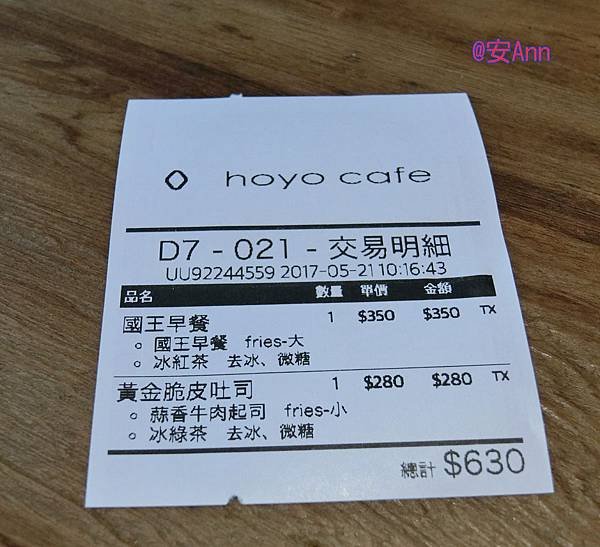 @安Ann
hoyo cafe
D7 - 021 - 交易明細
UU92244559 2017-05-21 10:16:43
品名 數量 單價 金額
國王早餐 1 $350 $350 TX
國王早餐 fries-大
冰紅茶 去冰、微糖
黃金脆皮吐司 1 $280 $280 TX
蒜香牛肉起司 fries-小
冰綠茶 去冰、微糖
總計 $630